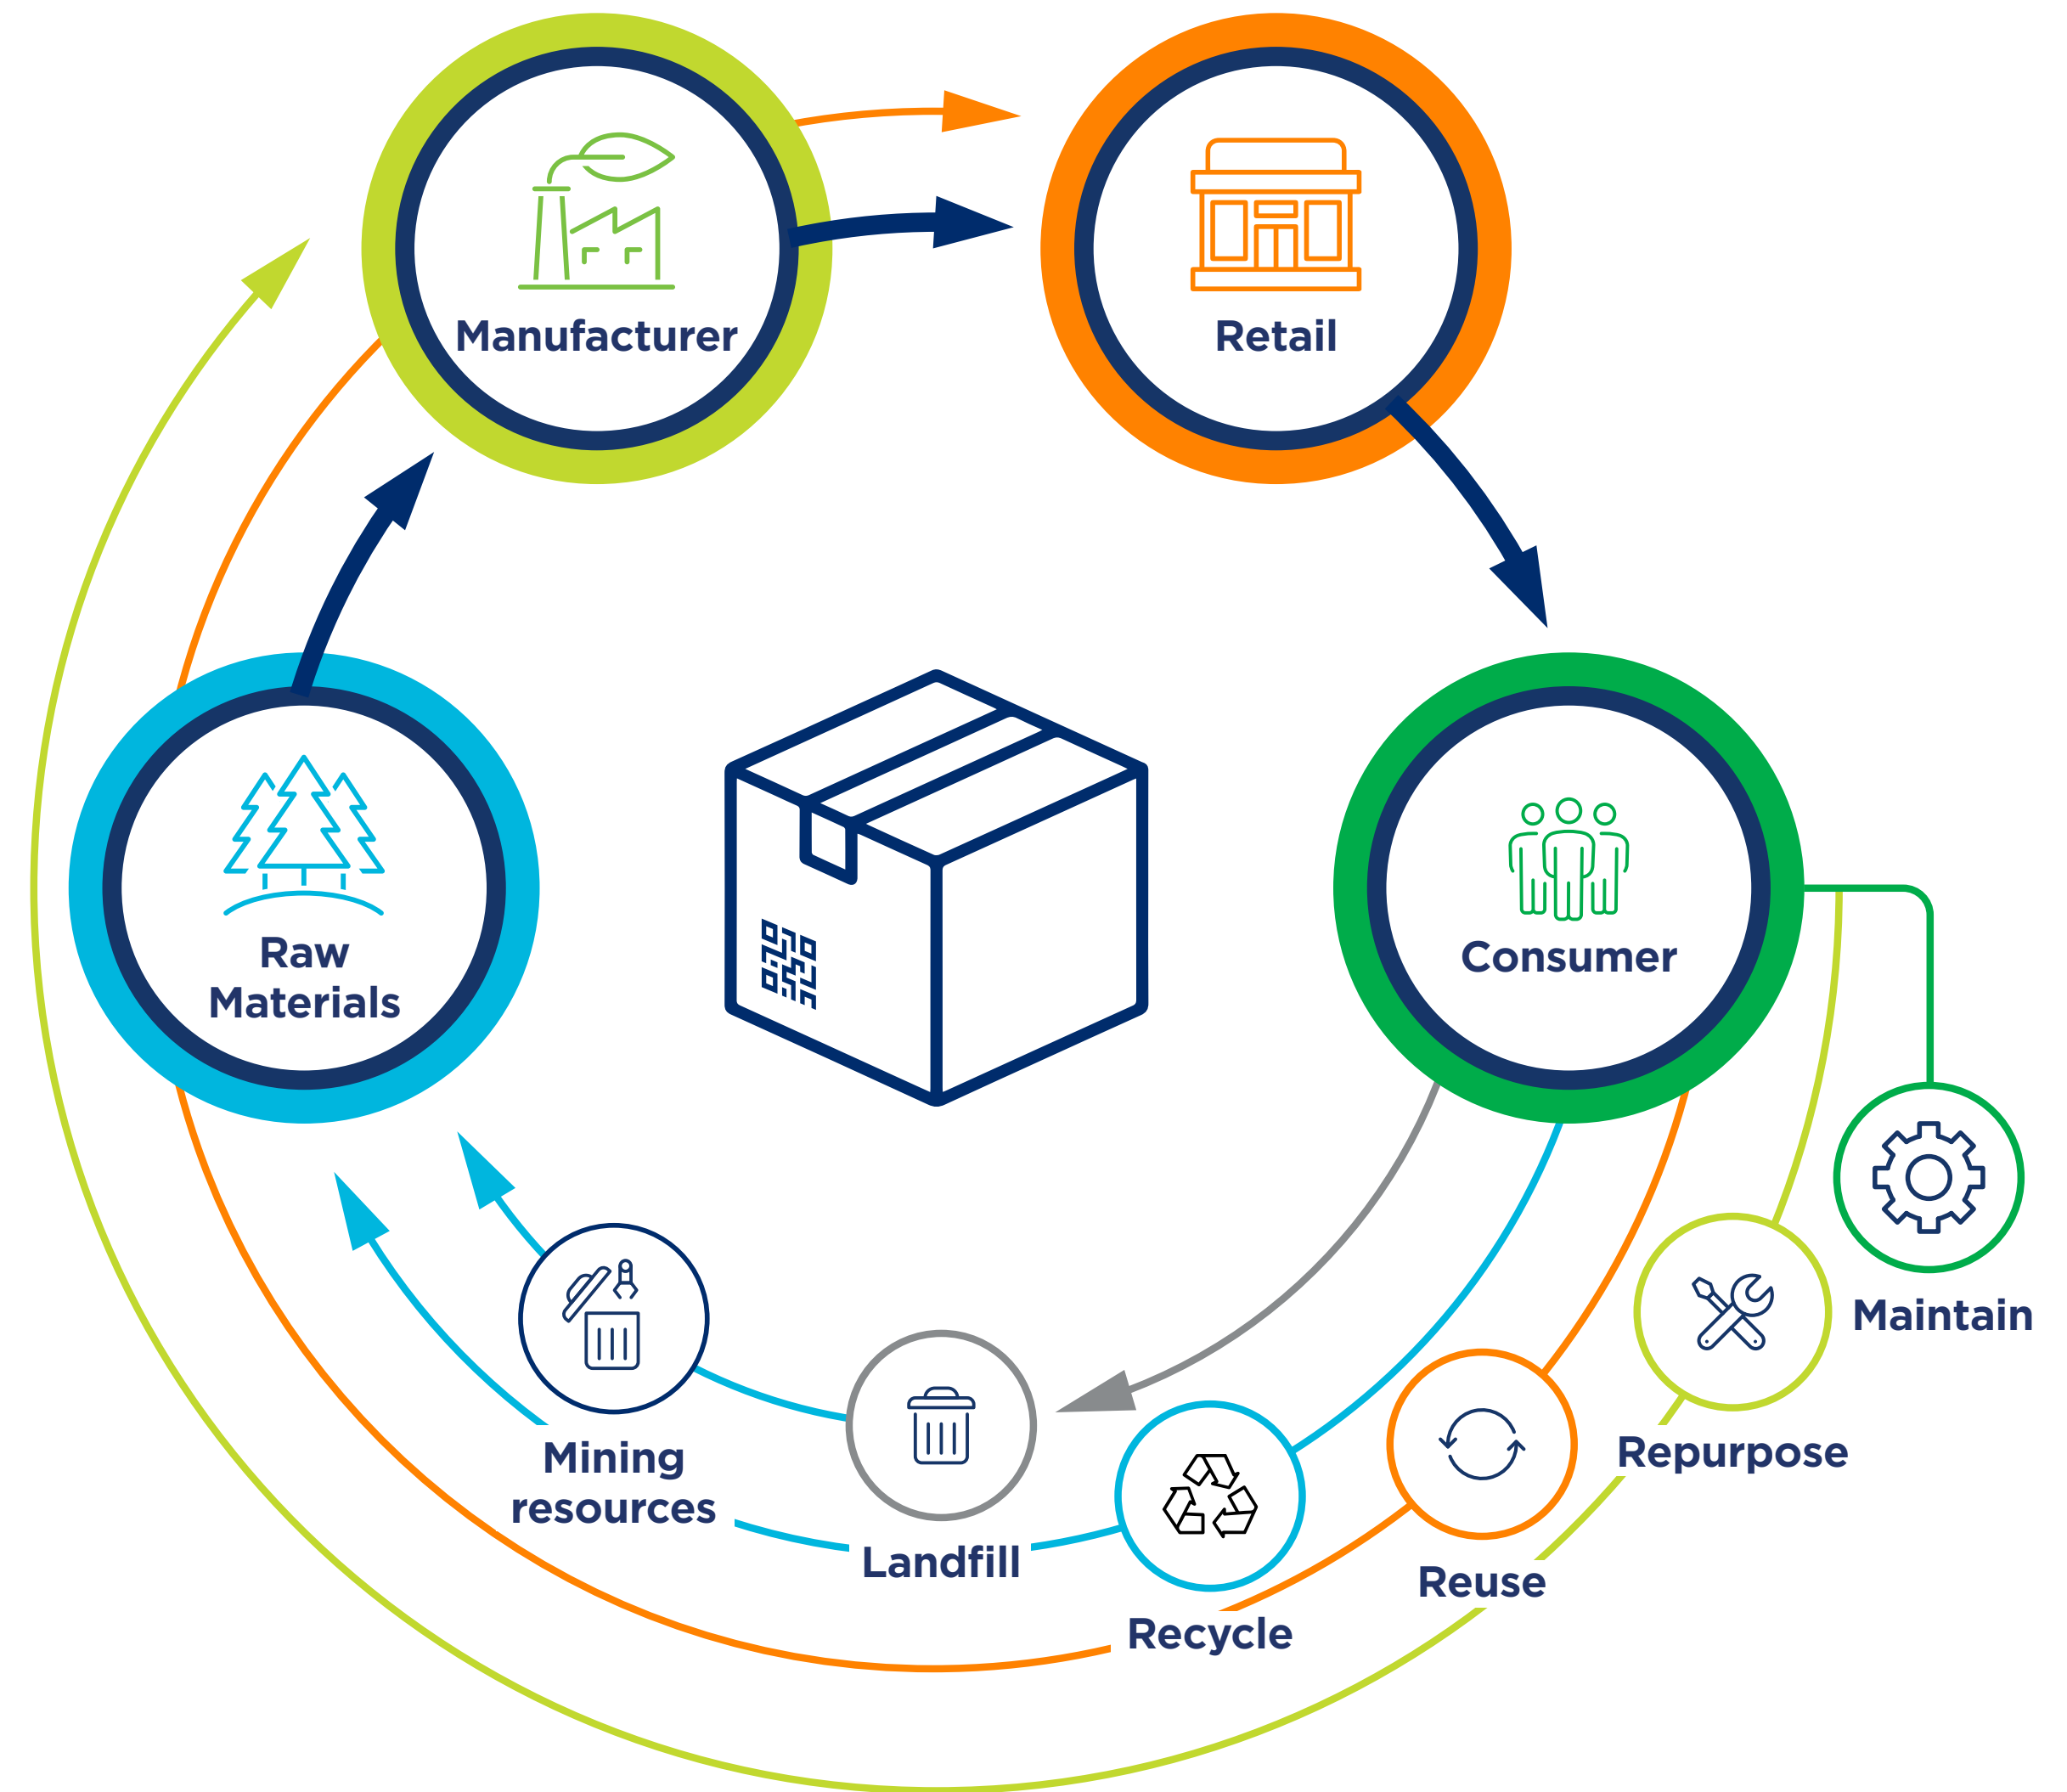 Manufacturer
Retail
Raw
Materials
Consumer
Maintain
Repurpose
Reuse
Recycle
Landfill
Mining
resources